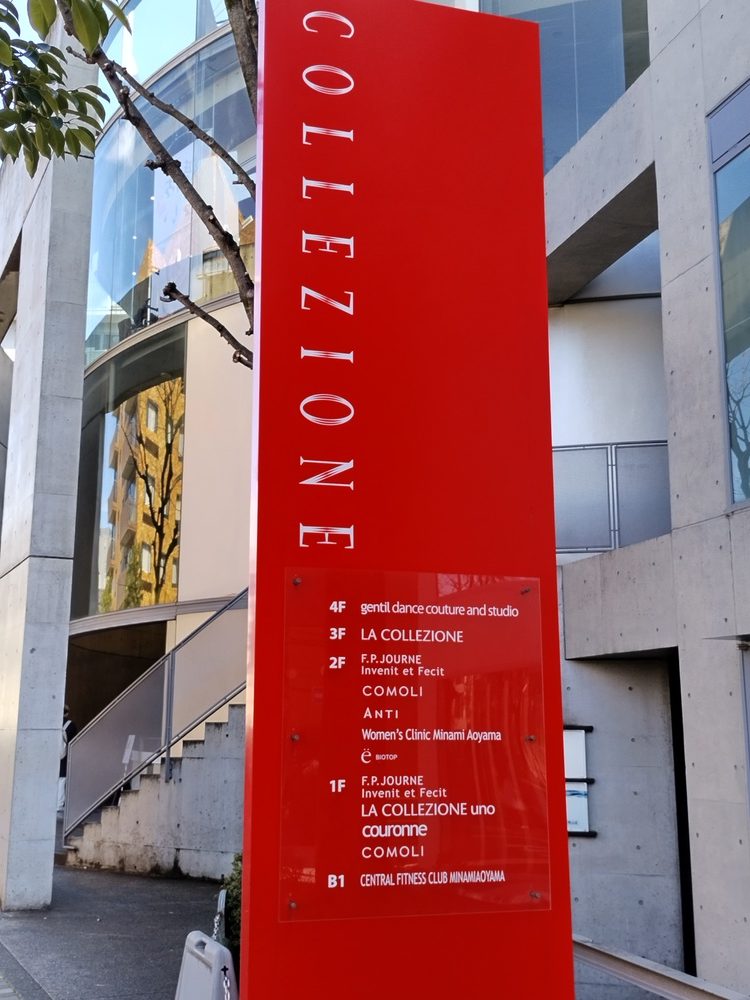 COLLEZIONE
4F gentil dance couture and studio
3F LA COLLEZIONE
2F F.P.JOURNE
Invenit et Fecit
COMOLI
ANTI
Women's Clinic Minami Aoyama
ë BIOTOP
1F F.P.JOURNE
Invenit et Fecit
LA COLLEZIONE uno
couronne
COMOLI
B1 CENTRAL FITNESS CLUB MINAMIAOYAMA